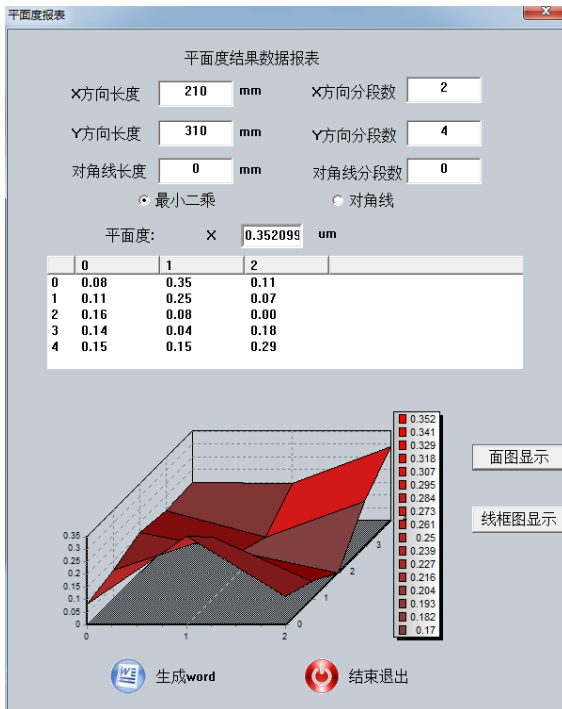 平面度报表
平面度结果数据报表
X方向长度 210 mm X方向分段数 2
Y方向长度 310 mm Y方向分段数 4
对角线长度 0 mm 对角线分段数 0
最小二乘 对角线
平面度: X 0.352099 um
0 1 2
0 0.08 0.35 0.11
1 0.11 0.25 0.07
2 0.16 0.08 0.00
3 0.14 0.04 0.18
4 0.15 0.15 0.29
0.352
0.341
0.329
0.318
0.307
0.295
0.284
0.273
0.261
0.25
0.239
0.227
0.216
0.204
0.193
0.182
0.17
面图显示
线框图显示
0.35
0.3
0.25
0.2
0.15
0.1
0.05
0
0 1 2
0
1
2
3
生成word 结束退出